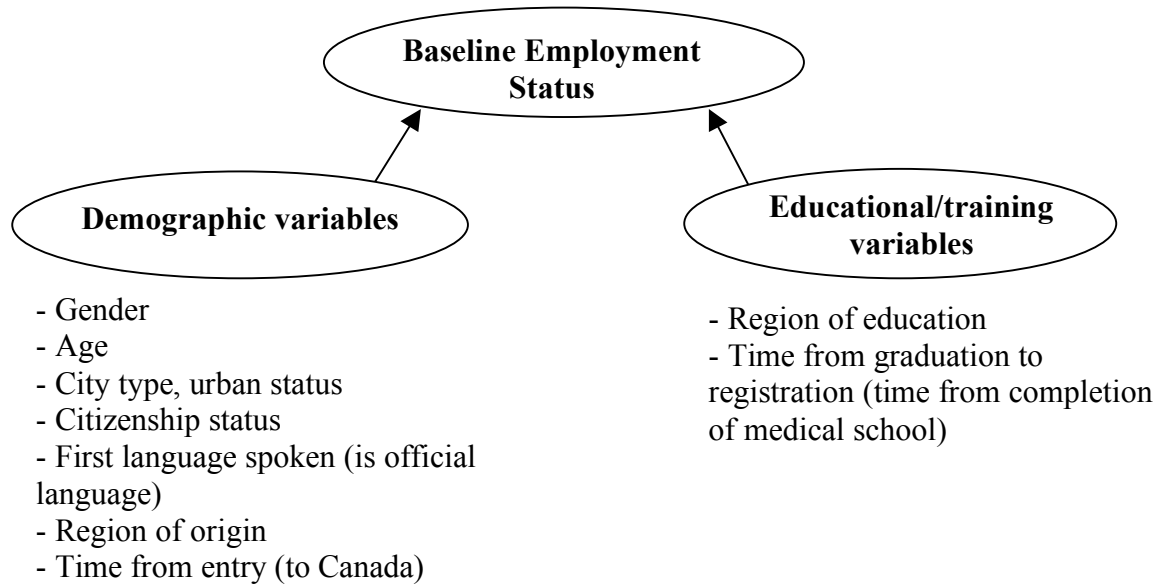 Baseline Employment
Status
Demographic variables
Educational/training
variables
- Gender
- Age
- City type, urban status
- Citizenship status
- First language spoken (is official
language)
- Region of origin
- Time from entry (to Canada)
- Region of education
- Time from graduation to
registration (time from completion
of medical school)